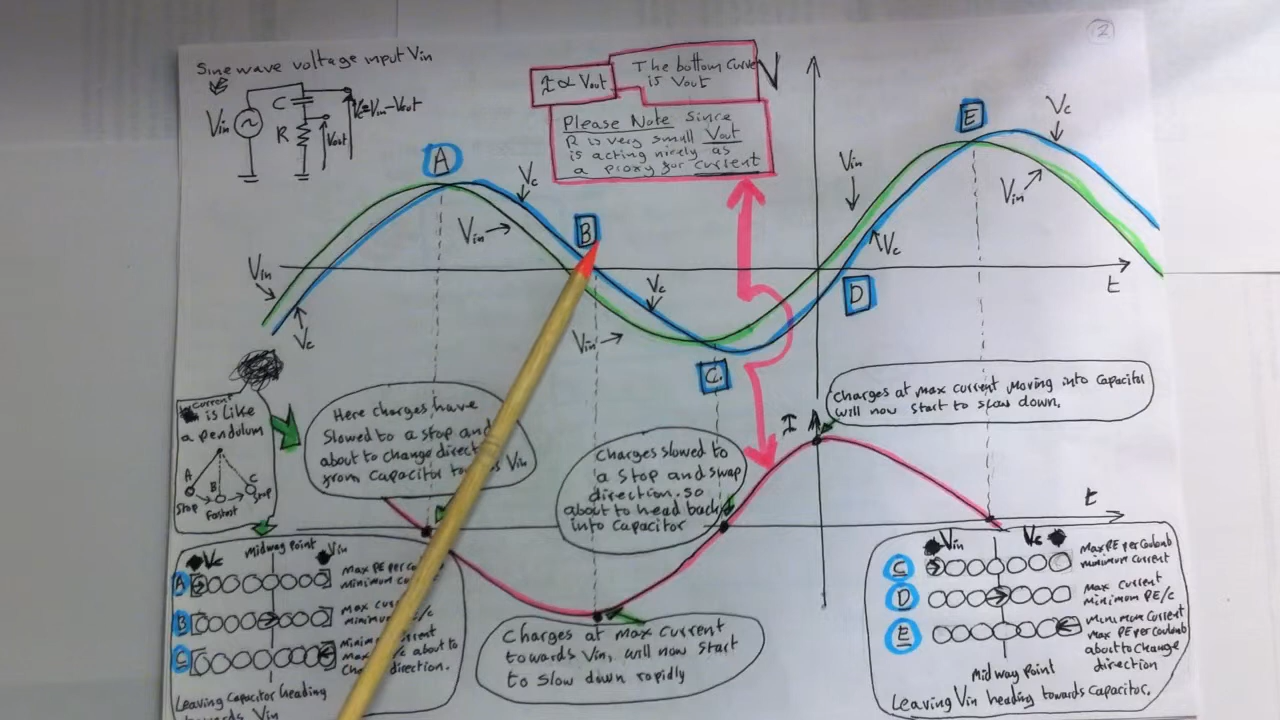 12
Sine wave voltage input Vin
Vin
C
R
Vout
Vc=Vin-Vout
I ∝ Vout
The bottom curve
is Vout
Please Note Since
R is very small Vout
is acting nicely as
a proxy for current
V
A
B
C
D
E
Vin
Vc
Vc
Vin
Vc
Vin
Vin
Vc
Vc
Vin
t
Current
is Like
a pendulum
A
B
C
Stop
Fastest
Stop
Here charges have
Slowed to a stop and
about to change
from Capacitor Vin
Charges slowed to
a stop and swap
direction. so
about to head back
into capacitor
Charges at max current moving into capacitor
will now start to slow down.
I
t
Charges at max current
towards Vin, will now start
to slow down rapidly
Vc
Midway Point
Vin
A
max PE per
minimum
B
max
C
about to
direction.
Leaving Capacitor heading
towards Vin
Vin
Vc
C
Max PE per Coulomb
minimum current
D
Max current
minimum PE/c
E
minimum Current
max PE per Coulomb
about to change
direction
Midway Point
Leaving Vin heading towards Capacitor.